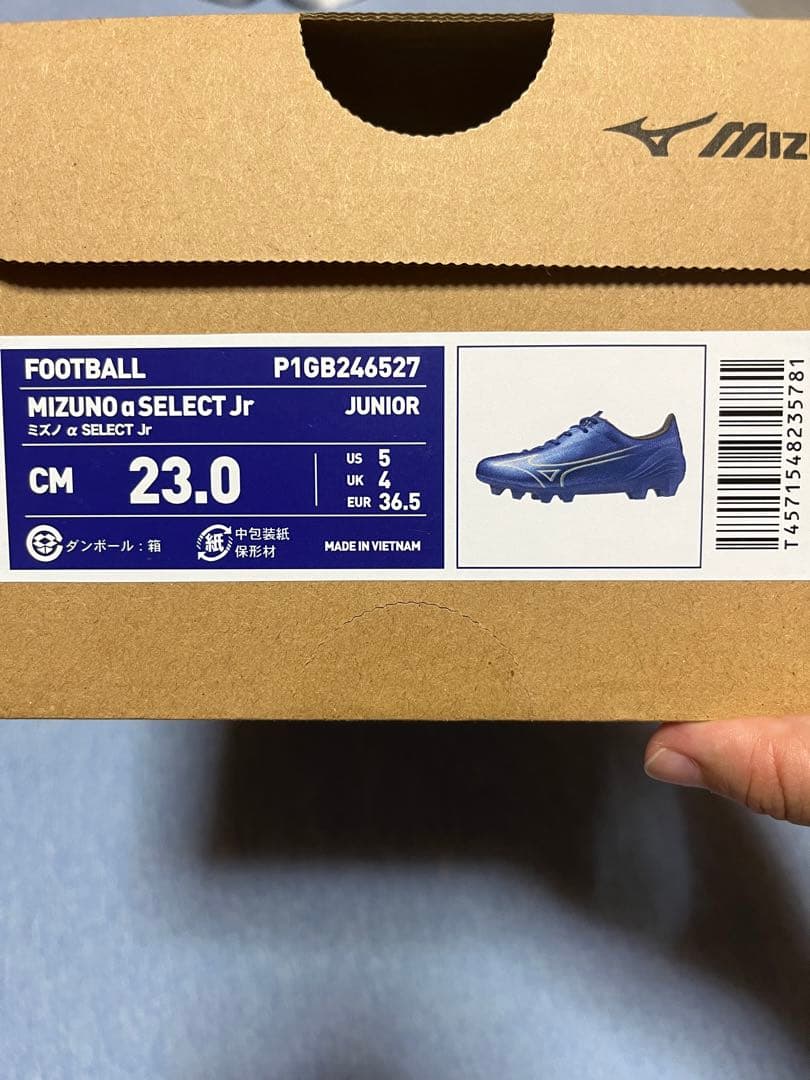 MIZ
FOOTBALL P1GB246527
MIZUNO α SELECT Jr JUNIOR
ミズノ α SELECT Jr
CM 23.0
US 5
UK 4
EUR 36.5
ダンボール:箱
紙 中包装紙
保形材
MADE IN VIETNAM
T4571548235781